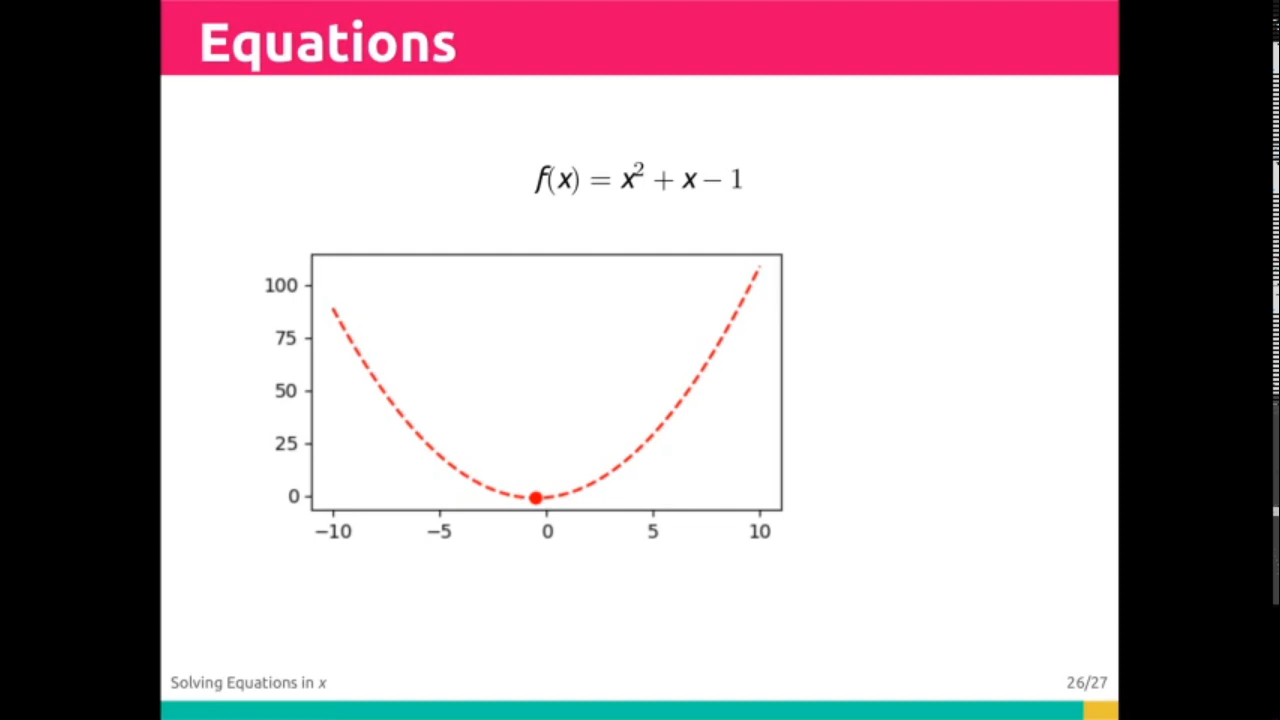 Equations
f(x) = x² + x − 1
100
75
50
25
0
−10 −5 0 5 10
Solving Equations in x 26/27